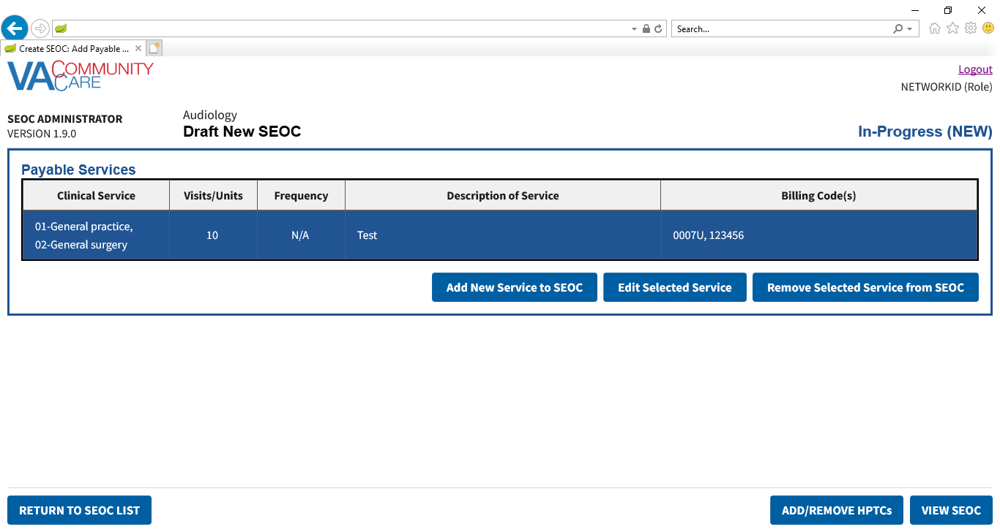 Search...
Create SEOC: Add Payable ...
VA COMMUNITY CARE
Logout
NETWORKID (Role)
SEOC ADMINISTRATOR
VERSION 1.9.0
Audiology
Draft New SEOC
In-Progress (NEW)
Payable Services
Clinical Service Visits/Units Frequency Description of Service Billing Code(s)
01-General practice,
02-General surgery
10 N/A Test 0007U, 123456
Add New Service to SEOC Edit Selected Service Remove Selected Service from SEOC
RETURN TO SEOC LIST ADD/REMOVE HPTCs VIEW SEOC